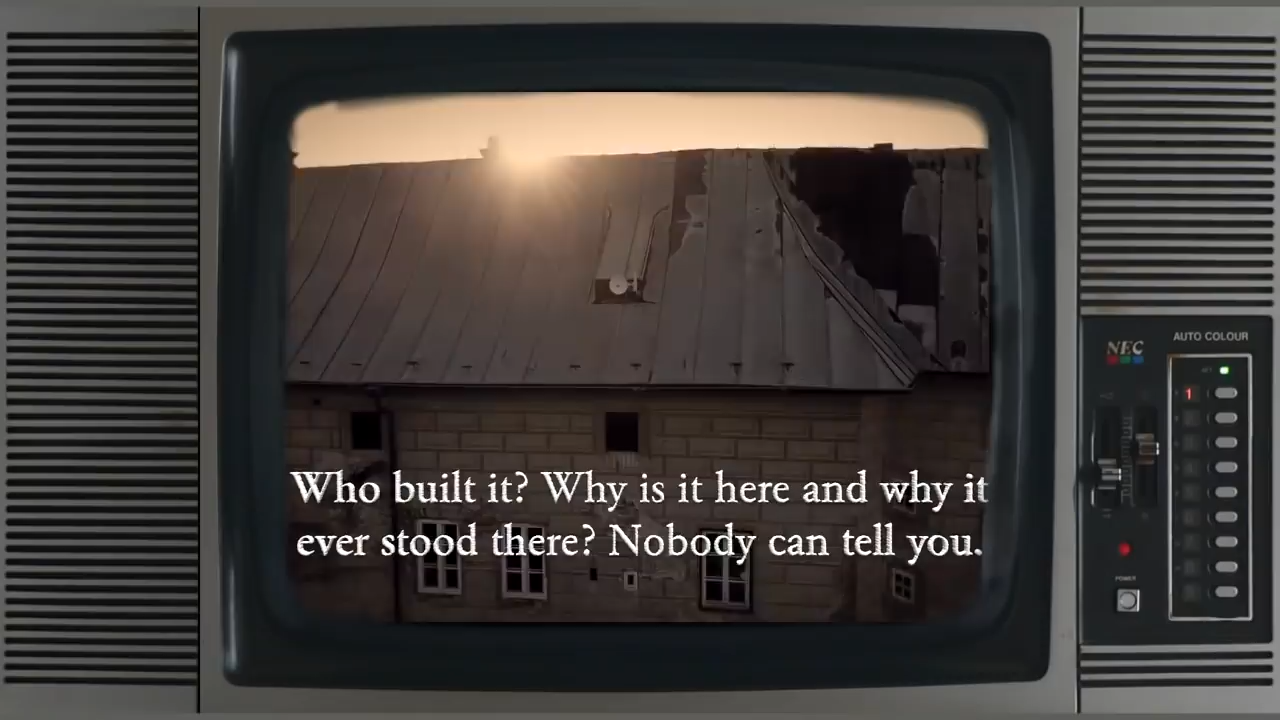 Who built it? Why is it here and why it
ever stood there? Nobody can tell you.
AUTO COLOUR
NEC
1
POWER